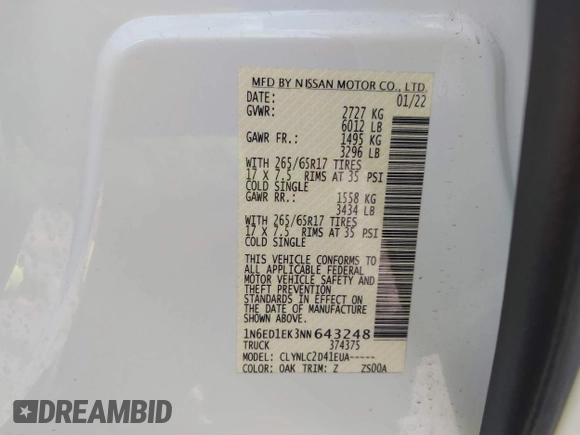 MFD BY NISSAN MOTOR CO., LTD.
DATE: 01/22
GVWR: 2727 KG
6012 LB
GAWR FR.: 1495 KG
3296 LB
WITH 265/65R17 TIRES
17 X 7.5 RIMS AT 35 PSI
COLD SINGLE
GAWR RR.: 1558 KG
3434 LB
WITH 265/65R17 TIRES
17 X 7.5 RIMS AT 35 PSI
COLD SINGLE
THIS VEHICLE CONFORMS TO
ALL APPLICABLE FEDERAL
MOTOR VEHICLE SAFETY AND
THEFT PREVENTION
STANDARDS IN EFFECT ON
THE DATE OF MANUFACTURE
SHOWN ABOVE.
1N6ED1EK3NN643248
TRUCK 374375
MODEL: CLYNLC2D41EUA-----
COLOR: QAK TRIM: Z ZS00A
DREAMBID